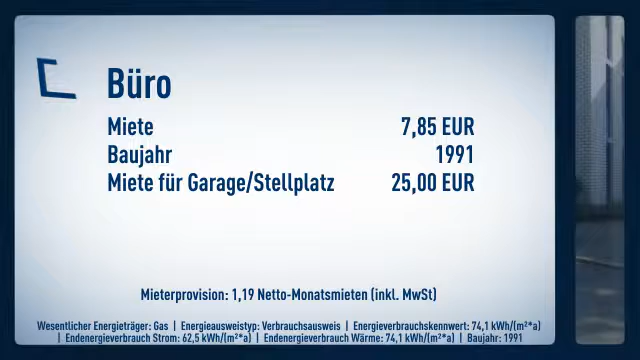 Büro
Miete 7,85 EUR
Baujahr 1991
Miete für Garage/Stellplatz 25,00 EUR
Mieterprovision: 1,19 Netto-Monatsmieten (inkl. MwSt)
Wesentlicher Energieträger: Gas | Energieausweistyp: Verbrauchsausweis | Energieverbrauchskennwert: 74,1 kWh/(m²*a)
| Endenergieverbrauch Strom: 62,5 kWh/(m²*a) | Endenergieverbrauch Wärme: 74,1 kWh/(m²*a) | Baujahr: 1991